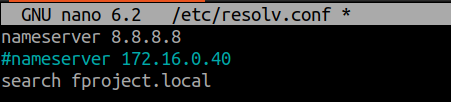 GNU nano 6.2   /etc/resolv.conf *
nameserver 8.8.8.8
#nameserver 172.16.0.40
search fproject.local